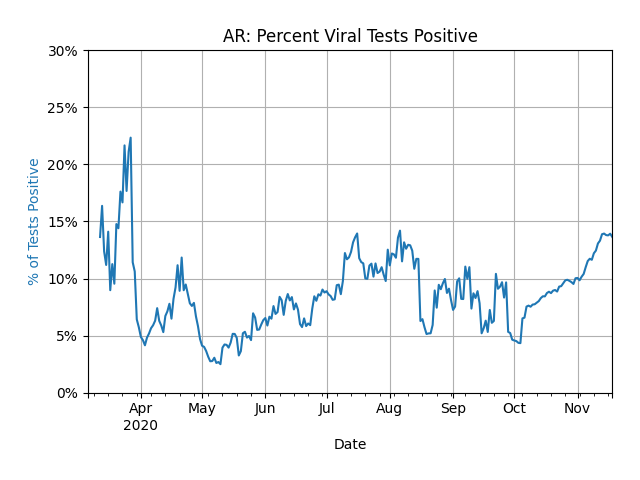 AR: Percent Viral Tests Positive
30%
25%
20%
15%
10%
5%
0%
% of Tests Positive
Apr May Jun Jul Aug Sep Oct Nov
2020
Date